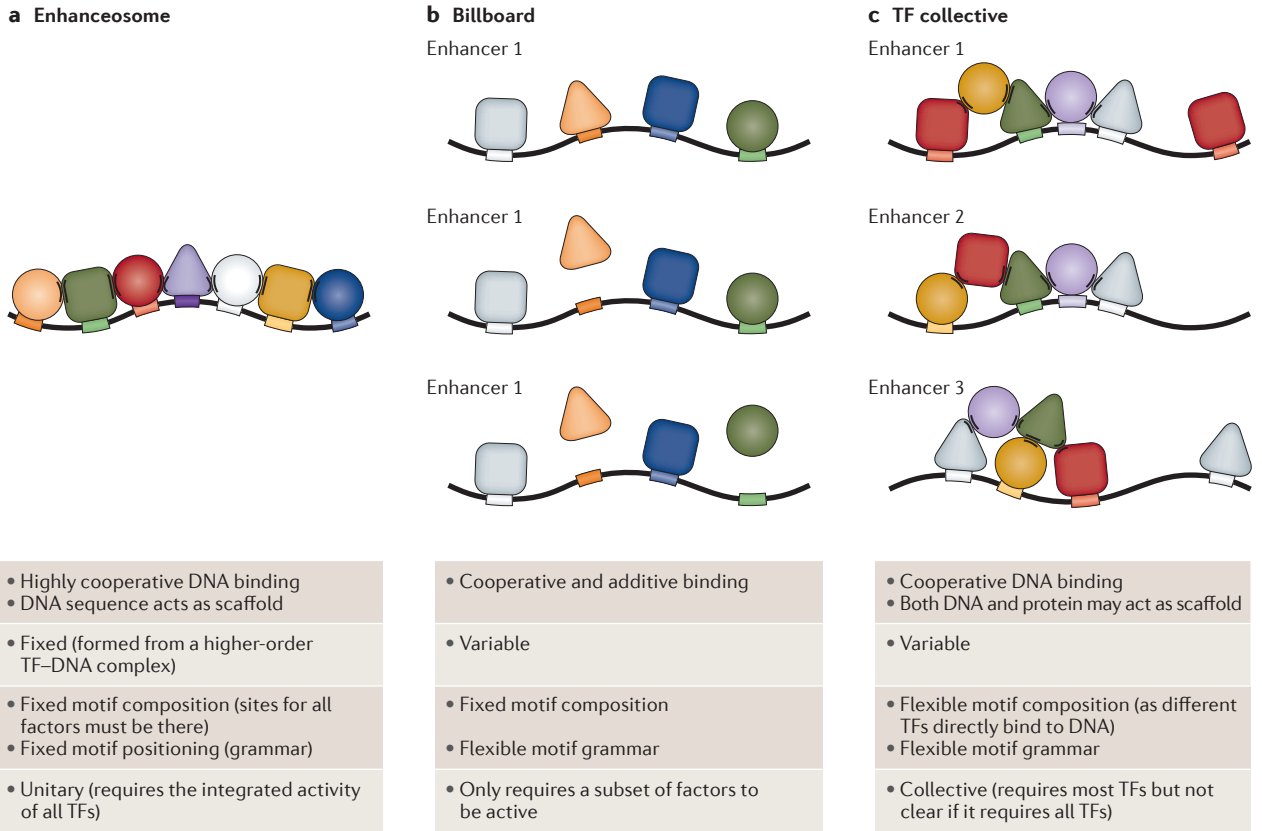 a Enhanceosome
b Billboard
Enhancer 1
Enhancer 1
Enhancer 1
c TF collective
Enhancer 1
Enhancer 2
Enhancer 3
• Highly cooperative DNA binding
• DNA sequence acts as scaffold
• Cooperative and additive binding
• Cooperative DNA binding
• Both DNA and protein may act as scaffold
• Fixed (formed from a higher-order
TF–DNA complex)
• Variable
• Variable
• Fixed motif composition (sites for all
factors must be there)
• Fixed motif positioning (grammar)
• Fixed motif composition
• Flexible motif grammar
• Flexible motif composition (as different
TFs directly bind to DNA)
• Flexible motif grammar
• Unitary (requires the integrated activity
of all TFs)
• Only requires a subset of factors to
be active
• Collective (requires most TFs but not
clear if it requires all TFs)